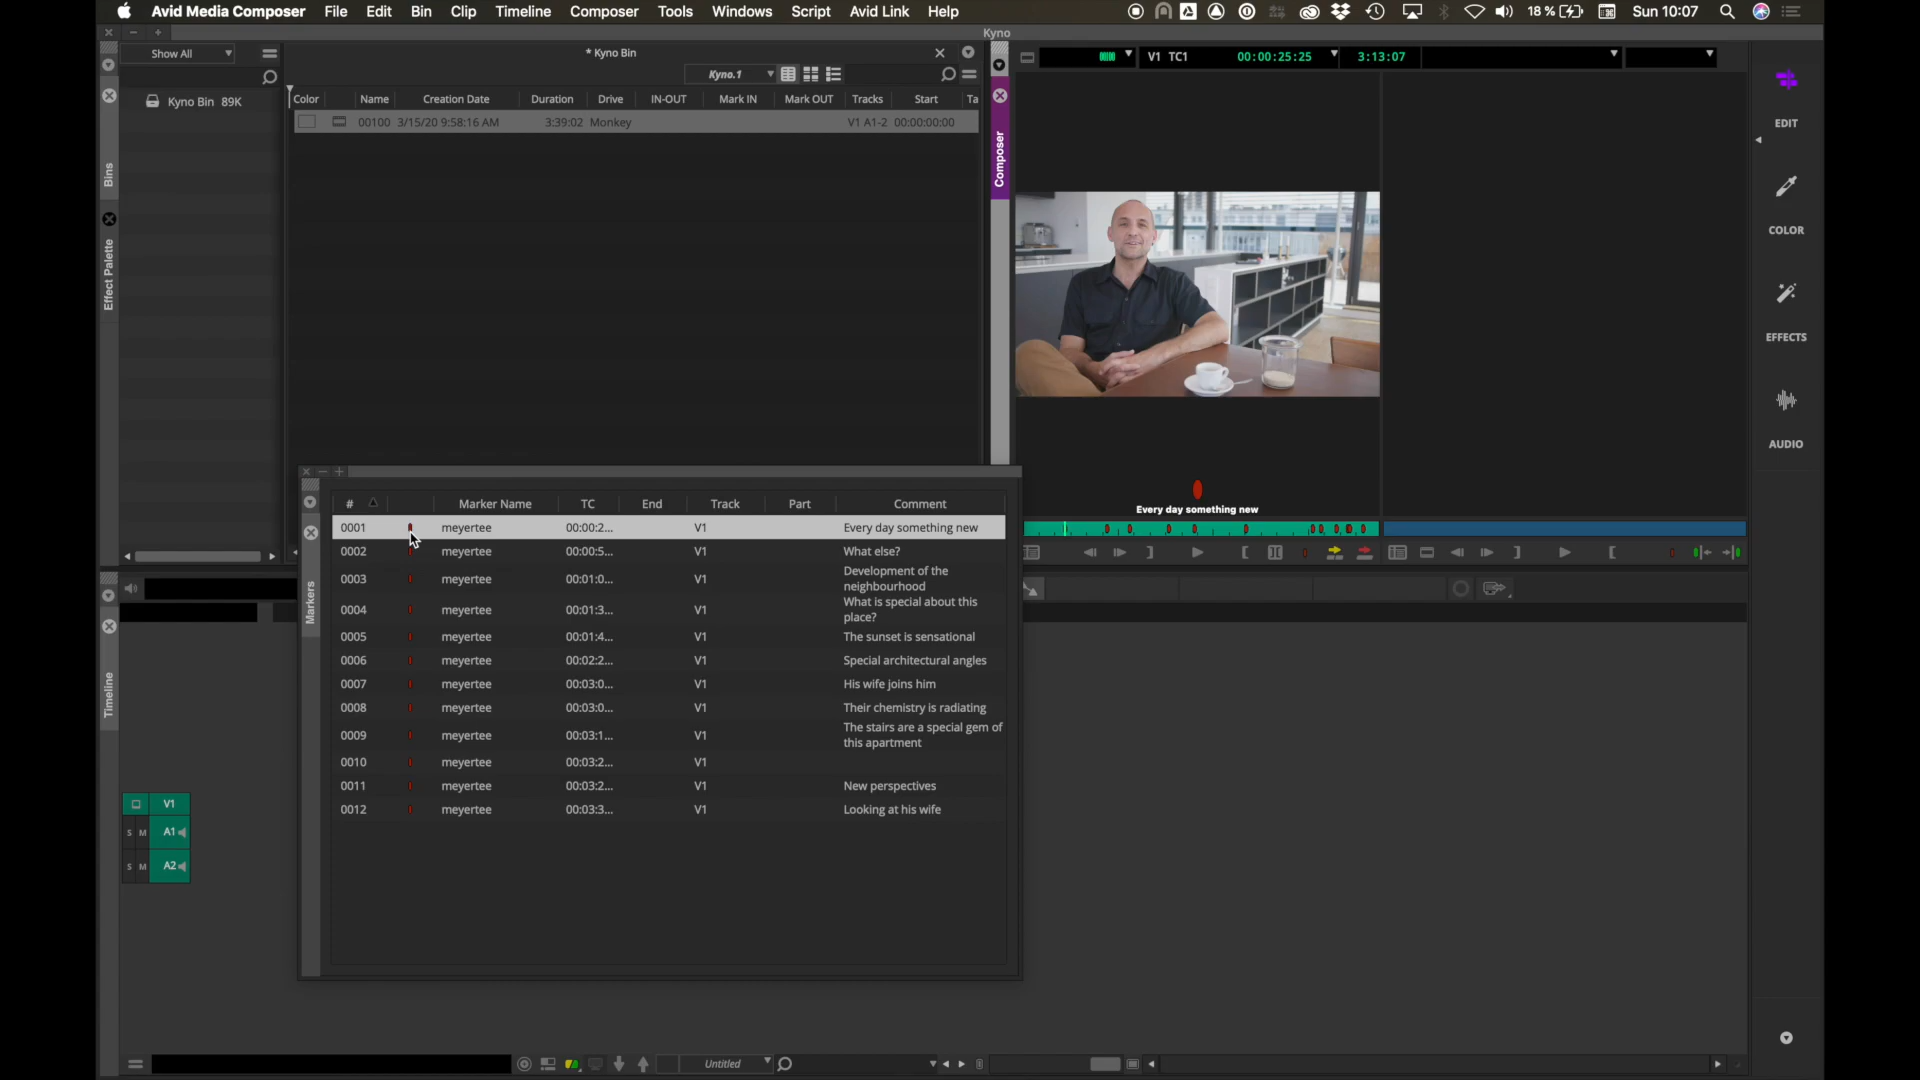 Avid Media Composer File Edit Bin Clip Timeline Composer Tools Windows Script Avid Link Help 18 % Sun 10:07
Kyno
Show All
* Kyno Bin
Kyno.1
V1 TC1 00:00:25:25 3:13:07
Kyno Bin 89K
Color Name Creation Date Duration Drive IN-OUT Mark IN Mark OUT Tracks Start Ta
00100 3/15/20 9:58:16 AM 3:39:02 Monkey V1 A1-2 00:00:00:00
Bins
Effect Palette
Composer
EDIT
COLOR
EFFECTS
AUDIO
Every day something new
# Marker Name TC End Track Part Comment
0001 meyertee 00:00:2... V1 Every day something new
0002 meyertee 00:00:5... V1 What else?
0003 meyertee 00:01:0... V1 Development of the
neighbourhood
0004 meyertee 00:01:3... V1 What is special about this
place?
0005 meyertee 00:01:4... V1 The sunset is sensational
0006 meyertee 00:02:2... V1 Special architectural angles
0007 meyertee 00:03:0... V1 His wife joins him
0008 meyertee 00:03:0... V1 Their chemistry is radiating
0009 meyertee 00:03:1... V1 The stairs are a special gem of
this apartment
0010 meyertee 00:03:2... V1
0011 meyertee 00:03:2... V1 New perspectives
0012 meyertee 00:03:3... V1 Looking at his wife
Markers
Timeline
V1
S M A1
S M A2
Untitled